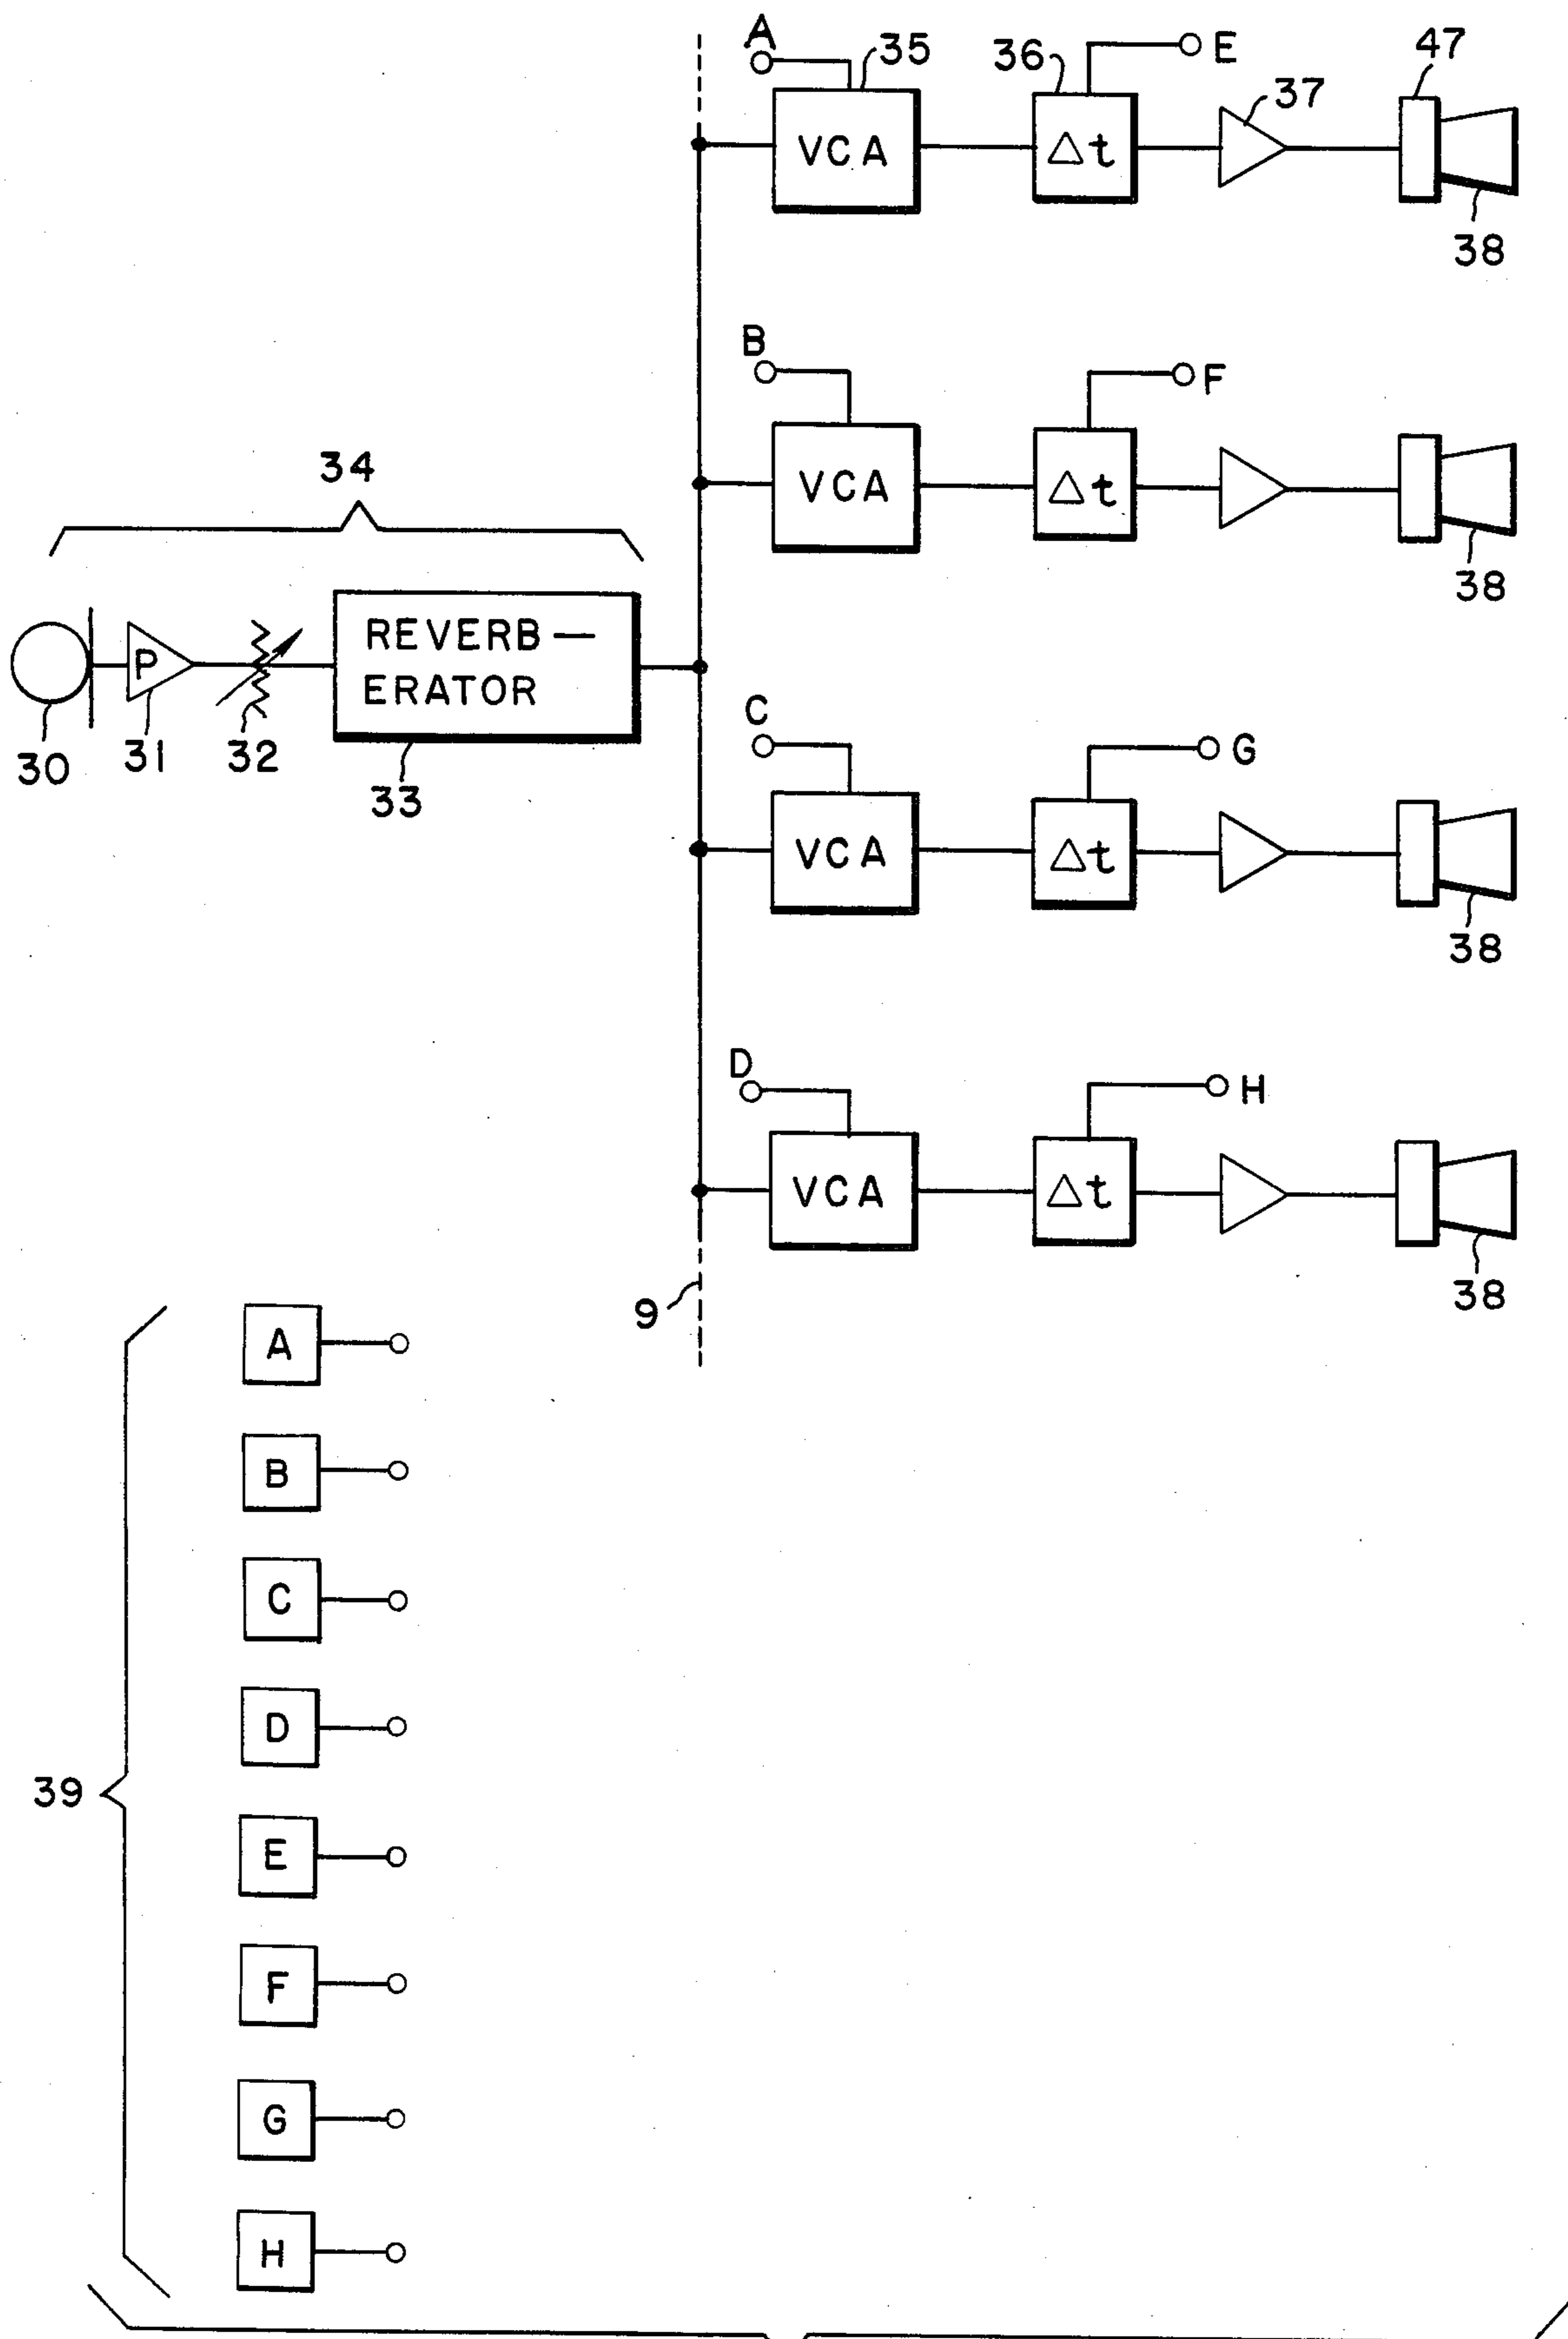 A
35
36
E
37
47
VCA
Δt
38
B
F
VCA
Δt
38
34
P
REVERB—
ERATOR
30
31
32
33
C
G
VCA
Δt
38
D
H
VCA
Δt
38
9
39
A
B
C
D
E
F
G
H